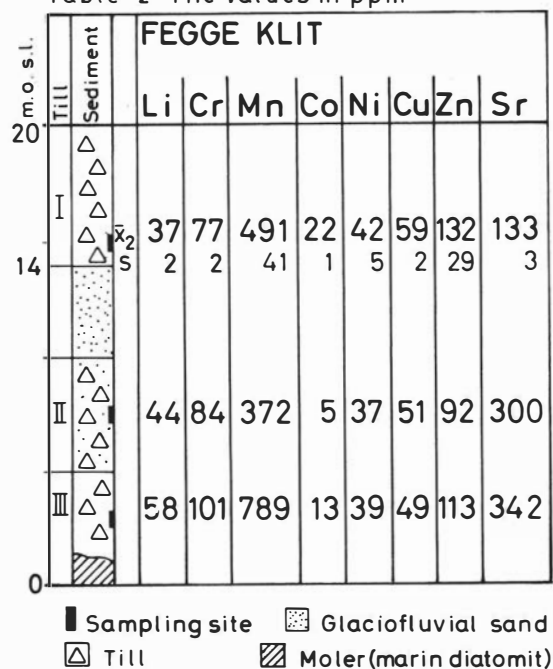 Table 2 The values in ppm
m.o.s.l. Till Sediment FEGGE KLIT
Li Cr Mn Co Ni Cu Zn Sr
20
I x̄2 37 77 491 22 42 59 132 133
14 S 2 2 41 1 5 2 29 3
II 44 84 372 5 37 51 92 300
III 58 101 789 13 39 49 113 342
0
Sampling site Glaciofluvial sand
Till Moler(marin diatomit)